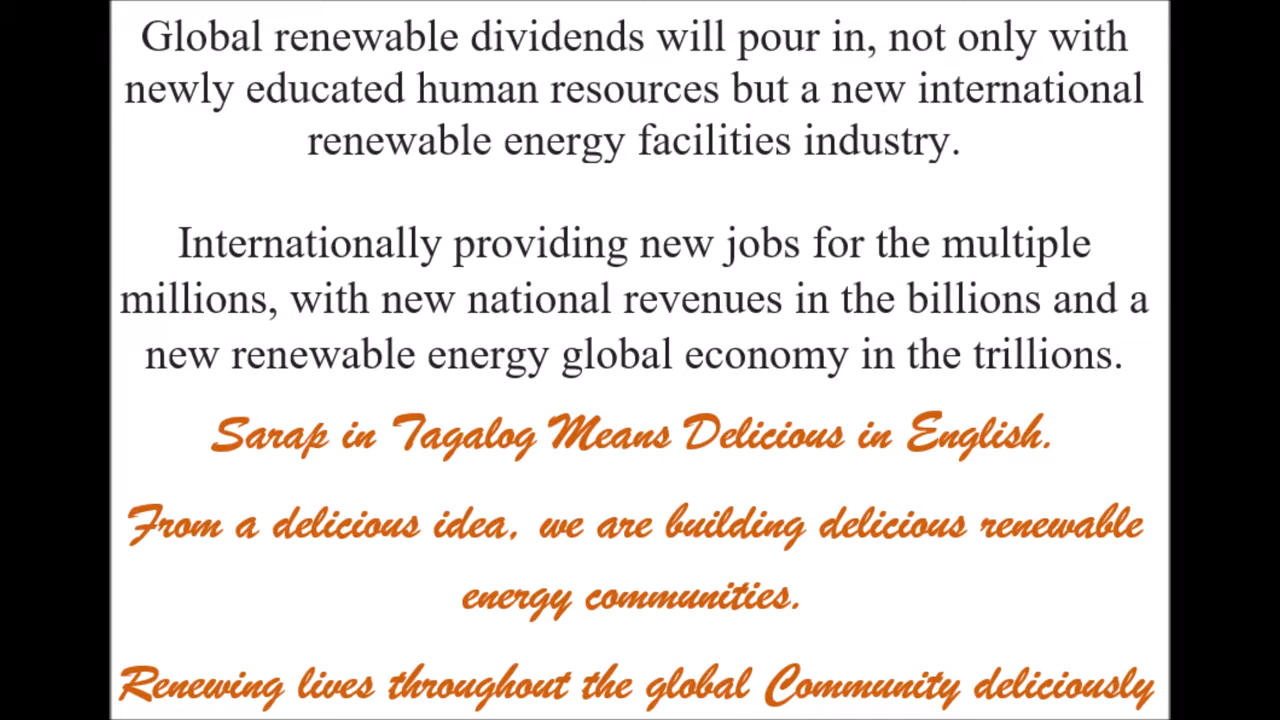 Global renewable dividends will pour in, not only with
newly educated human resources but a new international
renewable energy facilities industry.
Internationally providing new jobs for the multiple
millions, with new national revenues in the billions and a
new renewable energy global economy in the trillions.
Sarap in Tagalog Means Delicious in English.
From a delicious idea, we are building delicious renewable
energy communities.
Renewing lives throughout the global Community deliciously